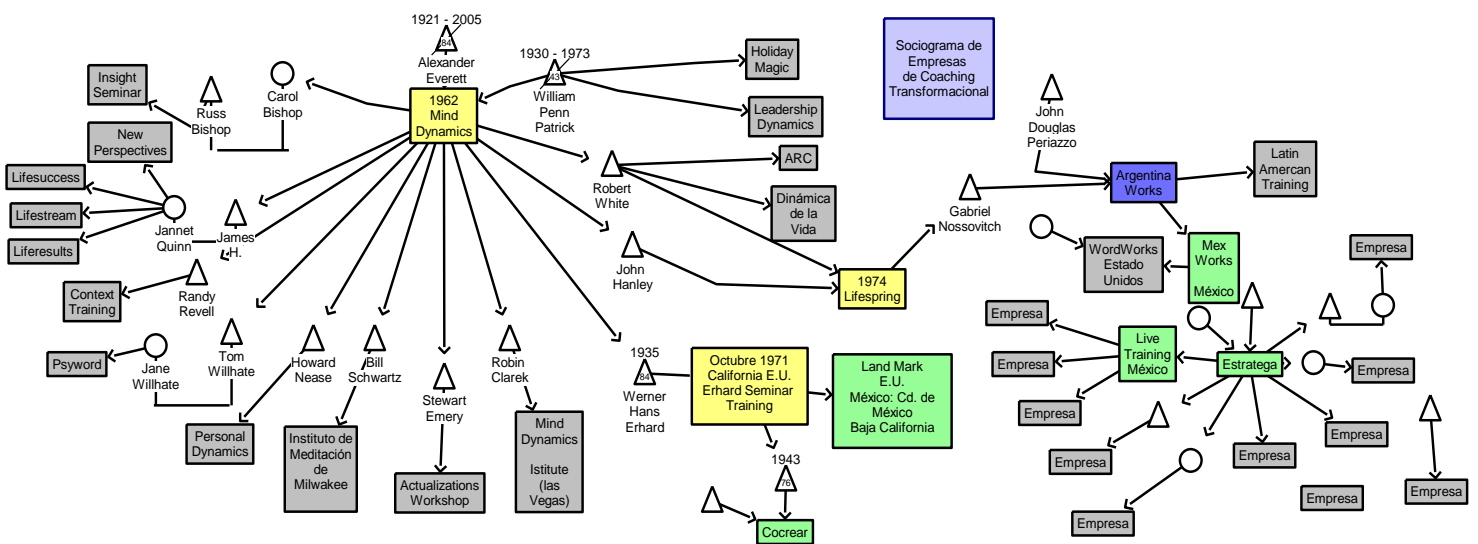 1921 - 2005
84
Alexander
Everett
1930 - 1973
43
William
Penn
Patrick
Holiday
Magic
Leadership
Dynamics
Sociograma de
Empresas
de Coaching
Transformacional
Insight
Seminar
Russ
Bishop
Carol
Bishop
1962
Mind
Dynamics
New
Perspectives
Lifesuccess
Lifestream
Liferesults
Jannet
Quinn
James
H.
Robert
White
ARC
Dinámica
de la
Vida
John
Douglas
Periazzo
Argentina
Works
Latin
Amercan
Training
Gabriel
Nossovitch
WordWorks
Estado
Unidos
Mex
Works
México
Empresa
Context
Training
Randy
Revell
John
Hanley
1974
Lifespring
Psyword
Jane
Willhate
Tom
Willhate
Howard
Nease
Bill
Schwartz
Stewart
Emery
Robin
Clarek
1935
84
Werner
Hans
Erhard
Octubre 1971
California E.U.
Erhard Seminar
Training
Land Mark
E.U.
México: Cd. de
México
Baja California
Empresa
Empresa
Empresa
Live
Training
México
Estratega
Empresa
Empresa
Empresa
Empresa
Empresa
Empresa
Empresa
Personal
Dynamics
Instituto de
Meditación
de
Milwakee
Actualizations
Workshop
Mind
Dynamics
Istitute
(las
Vegas)
1943
76
Cocrear